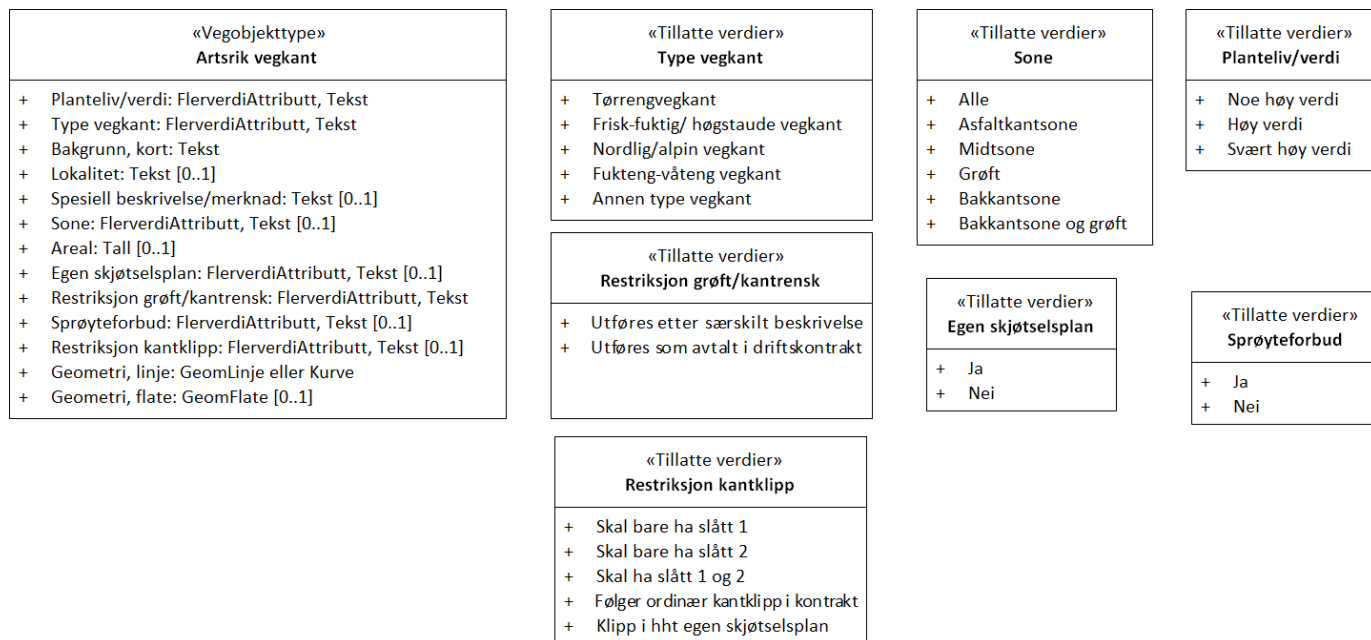 «Vegobjekttype»
Artsrik vegkant
+ Planteliv/verdi: FlerverdiAttributt, Tekst
+ Type vegkant: FlerverdiAttributt, Tekst
+ Bakgrunn, kort: Tekst
+ Lokalitet: Tekst [0..1]
+ Spesiell beskrivelse/merknad: Tekst [0..1]
+ Sone: FlerverdiAttributt, Tekst [0..1]
+ Areal: Tall [0..1]
+ Egen skjøtselsplan: FlerverdiAttributt, Tekst [0..1]
+ Restriksjon grøft/kantrensk: FlerverdiAttributt, Tekst
+ Sprøyteforbud: FlerverdiAttributt, Tekst [0..1]
+ Restriksjon kantklipp: FlerverdiAttributt, Tekst [0..1]
+ Geometri, linje: GeomLinje eller Kurve
+ Geometri, flate: GeomFlate [0..1]
«Tillatte verdier»
Type vegkant
+ Tørrengvegkant
+ Frisk-fuktig/ høgstaude vegkant
+ Nordlig/alpin vegkant
+ Fukteng-våteng vegkant
+ Annen type vegkant
«Tillatte verdier»
Sone
+ Alle
+ Asfaltkantsone
+ Midtsone
+ Grøft
+ Bakkantsone
+ Bakkantsone og grøft
«Tillatte verdier»
Planteliv/verdi
+ Noe høy verdi
+ Høy verdi
+ Svært høy verdi
«Tillatte verdier»
Restriksjon grøft/kantrensk
+ Utføres etter særskilt beskrivelse
+ Utføres som avtalt i driftskontrakt
«Tillatte verdier»
Egen skjøtselsplan
+ Ja
+ Nei
«Tillatte verdier»
Sprøyteforbud
+ Ja
+ Nei
«Tillatte verdier»
Restriksjon kantklipp
+ Skal bare ha slått 1
+ Skal bare ha slått 2
+ Skal ha slått 1 og 2
+ Følger ordinær kantklipp i kontrakt
+ Klipp i hht egen skjøtselsplan